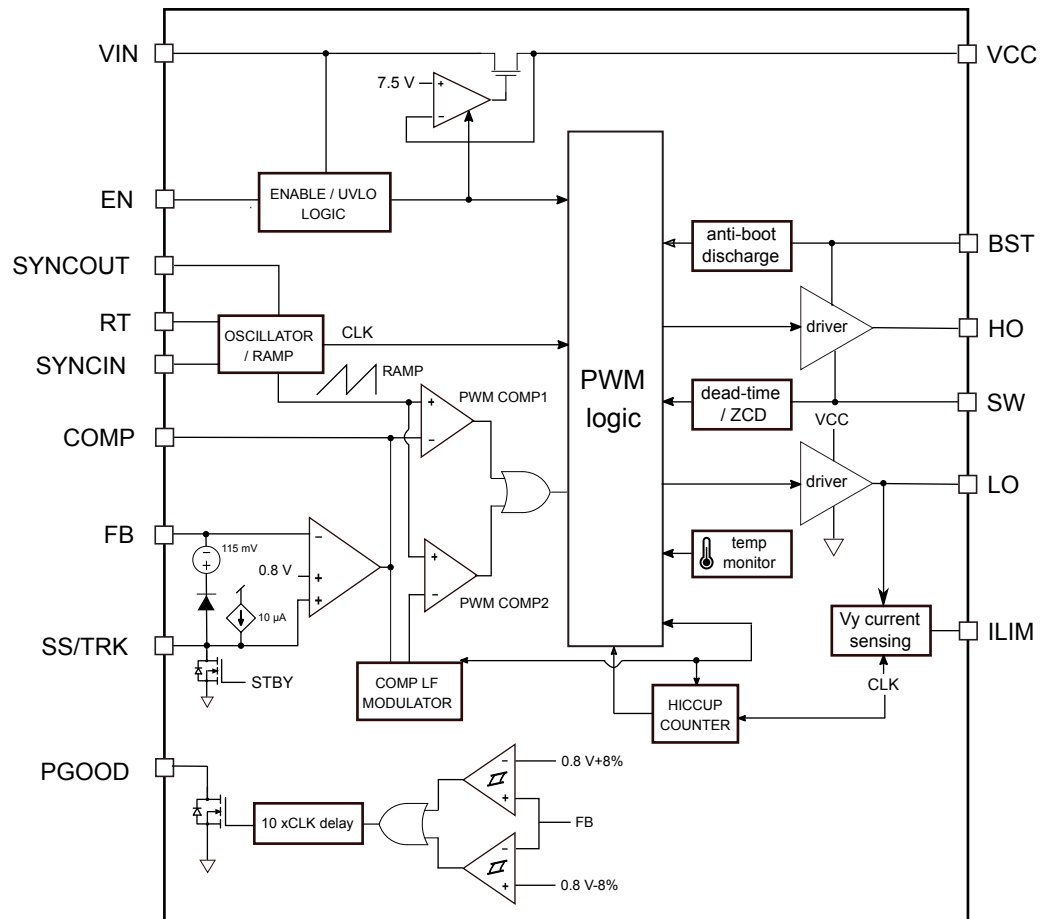 VIN
VCC
7.5 V
+
−
EN
ENABLE / UVLO
LOGIC
anti-boot
discharge
BST
SYNCOUT
RT
OSCILLATOR
/ RAMP
CLK
driver
HO
SYNCIN
RAMP
PWM
logic
dead-time
/ ZCD
SW
PWM COMP1
+
−
VCC
COMP
driver
LO
FB
−
+
115 mV
−
0.8 V
+
+
+
−
PWM COMP2
temp
monitor
10 µA
SS/TRK
STBY
COMP LF
MODULATOR
Vy current
sensing
ILIM
CLK
HICCUP
COUNTER
PGOOD
−
0.8 V+8%
+
10 xCLK delay
FB
−
+
0.8 V-8%